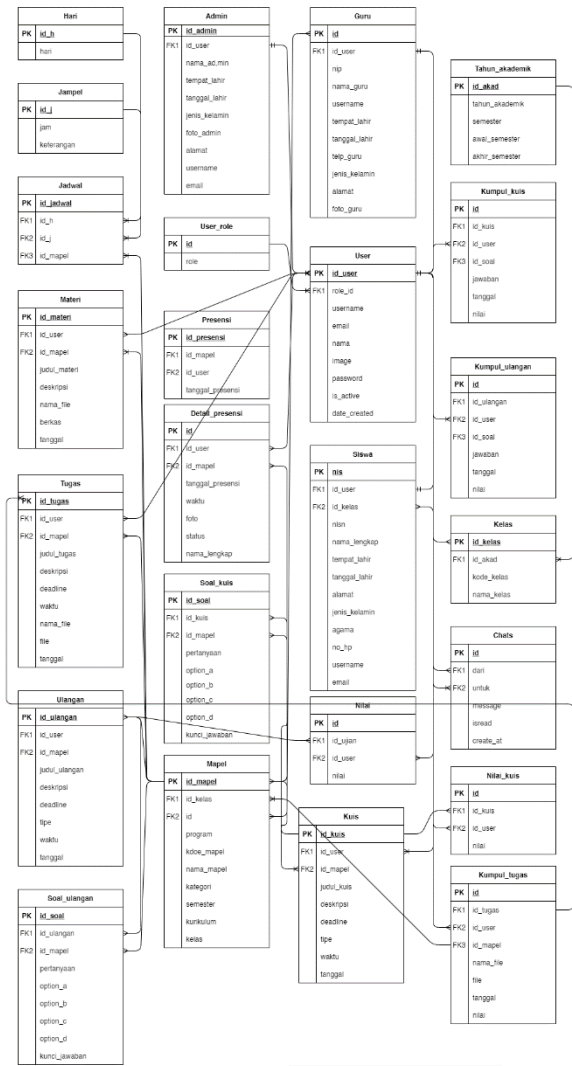 Hari
PK id_h
hari
Jampel
PK id_j
jam
keterangan
Jadwal
PK id_jadwal
FK1 id_h
FK2 id_j
FK3 id_mapel
Materi
PK id_materi
FK1 id_user
FK2 id_mapel
judul_materi
deskripsi
nama_file
berkas
tanggal
Tugas
PK id_tugas
FK1 id_user
FK2 id_mapel
judul_tugas
deskripsi
deadline
waktu
nama_file
file
tanggal
Ulangan
PK id_ulangan
FK1 id_user
FK2 id_mapel
judul_ulangan
deskripsi
deadline
tipe
waktu
tanggal
Soal_ulangan
PK id_soal
FK1 id_ulangan
FK2 id_mapel
pertanyaan
option_a
option_b
option_c
option_d
kunci_jawaban
Admin
PK id_admin
FK1 id_user
nama_ad.min
tempat_lahir
tanggal_lahir
jenis_kelamin
foto_admin
alamat
username
email
User_role
PK id
role
Presensi
PK id_presensi
FK1 id_mapel
FK2 id_user
tanggal_presensi
Detail_presensi
PK id
FK1 id_user
FK2 id_mapel
tanggal_presensi
waktu
foto
status
nama_lengkap
Soal_kuis
PK id_soal
FK1 id_kuis
FK2 id_mapel
pertanyaan
option_a
option_b
option_c
option_d
kunci_jawaban
Mapel
PK id_mapel
FK1 id_kelas
FK2 id
program
kdoe_mapel
nama_mapel
kategori
semester
kurikulum
kelas
Guru
PK id
FK1 id_user
nip
nama_guru
username
tempat_lahir
tanggal_lahir
telp_guru
jenis_kelamin
alamat
foto_guru
User
PK id_user
FK1 role_id
username
email
nama
image
password
is_active
date_created
Siswa
PK nis
FK1 id_user
FK2 id_kelas
nisn
nama_lengkap
tempat_lahir
tanggal_lahir
alamat
jenis_kelamin
agama
no_hp
username
email
Nilai
PK id
FK1 id_ujian
FK2 id_user
nilai
Kuis
PK id_kuis
FK1 id_user
FK2 id_mapel
judul_kuis
deskripsi
deadline
tipe
waktu
tanggal
Tahun_akademik
PK id_akad
tahun_akademik
semester
awal_semester
akhir_semester
Kumpul_kuis
PK id
FK1 id_kuis
FK2 id_user
FK3 id_soal
jawaban
tanggal
nilai
Kumpul_ulangan
PK id
FK1 id_ulangan
FK2 id_user
FK3 id_soal
jawaban
tanggal
nilai
Kelas
PK id_kelas
FK1 id_akad
kode_kelas
nama_kelas
Chats
PK id
FK1 dari
FK2 untuk
message
isread
create_at
Nilai_kuis
PK id
FK1 id_kuis
FK2 id_user
nilai
Kumpul_tugas
PK id
FK1 id_tugas
FK2 id_user
FK3 id_mapel
nama_file
file
tanggal
nilai